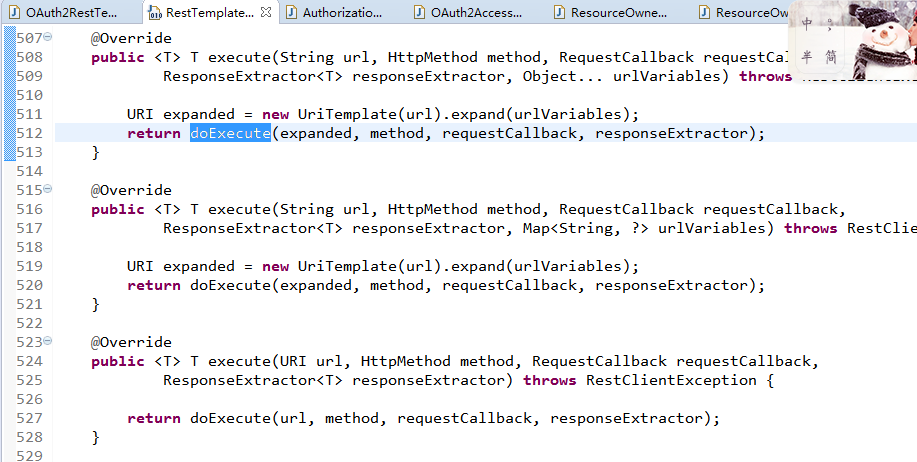 OAuth2RestTe...
RestTemplate...
Authorizatio...
OAuth2Access...
ResourceOwne...
ResourceOw
中
半 简
507 @Override
508 public <T> T execute(String url, HttpMethod method, RequestCallback requestCal
509 ResponseExtractor<T> responseExtractor, Object... urlVariables) throws
510
511 URI expanded = new UriTemplate(url).expand(urlVariables);
512 return doExecute(expanded, method, requestCallback, responseExtractor);
513 }
514
515 @Override
516 public <T> T execute(String url, HttpMethod method, RequestCallback requestCallback,
517 ResponseExtractor<T> responseExtractor, Map<String, ?> urlVariables) throws RestClie
518
519 URI expanded = new UriTemplate(url).expand(urlVariables);
520 return doExecute(expanded, method, requestCallback, responseExtractor);
521 }
522
523 @Override
524 public <T> T execute(URI url, HttpMethod method, RequestCallback requestCallback,
525 ResponseExtractor<T> responseExtractor) throws RestClientException {
526
527 return doExecute(url, method, requestCallback, responseExtractor);
528 }
529